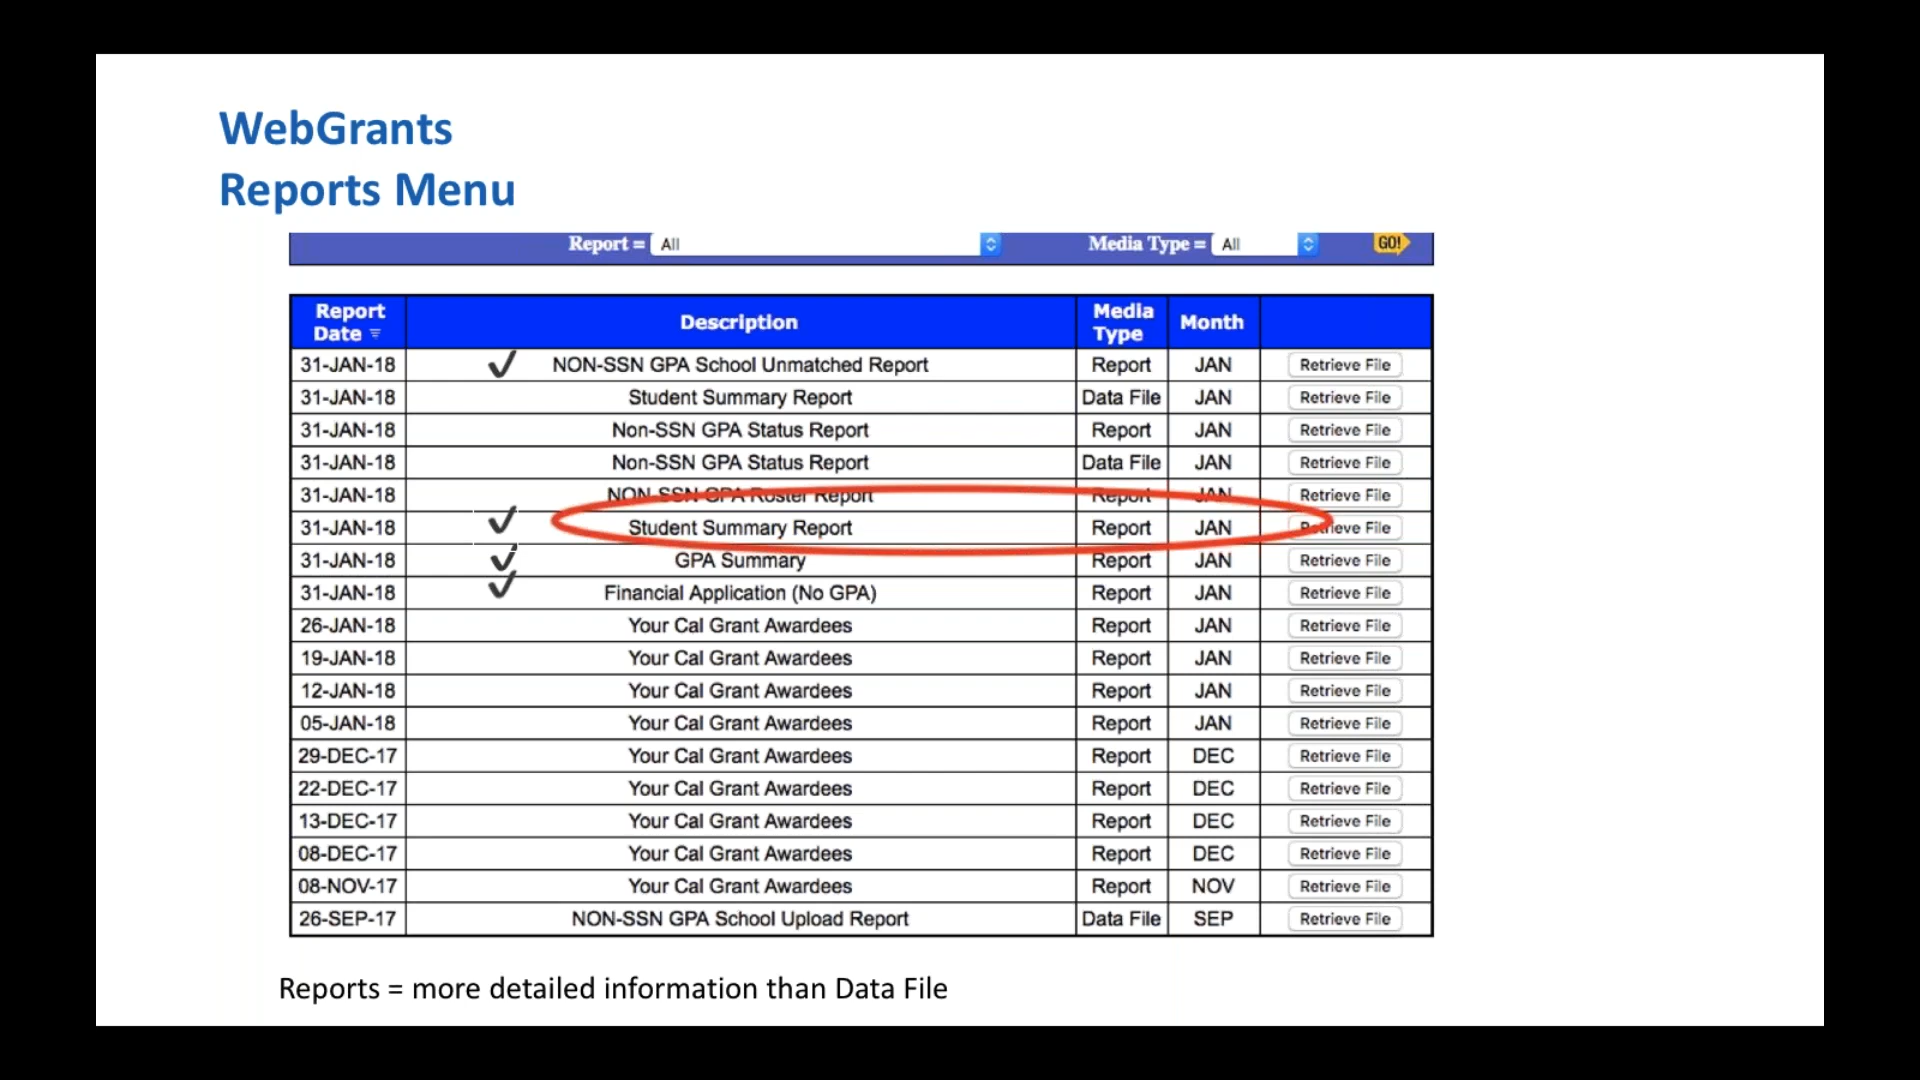 WebGrants
Reports Menu
Report = All Media Type = All GO!
Report Date Description Media Type Month
31-JAN-18 NON-SSN GPA School Unmatched Report Report JAN Retrieve File
31-JAN-18 Student Summary Report Data File JAN Retrieve File
31-JAN-18 Non-SSN GPA Status Report Report JAN Retrieve File
31-JAN-18 Non-SSN GPA Status Report Data File JAN Retrieve File
31-JAN-18 NON-SSN GPA Roster Report Report JAN Retrieve File
31-JAN-18 Student Summary Report Report JAN Retrieve File
31-JAN-18 GPA Summary Report JAN Retrieve File
31-JAN-18 Financial Application (No GPA) Report JAN Retrieve File
26-JAN-18 Your Cal Grant Awardees Report JAN Retrieve File
19-JAN-18 Your Cal Grant Awardees Report JAN Retrieve File
12-JAN-18 Your Cal Grant Awardees Report JAN Retrieve File
05-JAN-18 Your Cal Grant Awardees Report JAN Retrieve File
29-DEC-17 Your Cal Grant Awardees Report DEC Retrieve File
22-DEC-17 Your Cal Grant Awardees Report DEC Retrieve File
13-DEC-17 Your Cal Grant Awardees Report DEC Retrieve File
08-DEC-17 Your Cal Grant Awardees Report DEC Retrieve File
08-NOV-17 Your Cal Grant Awardees Report NOV Retrieve File
26-SEP-17 NON-SSN GPA School Upload Report Data File SEP Retrieve File
Reports = more detailed information than Data File